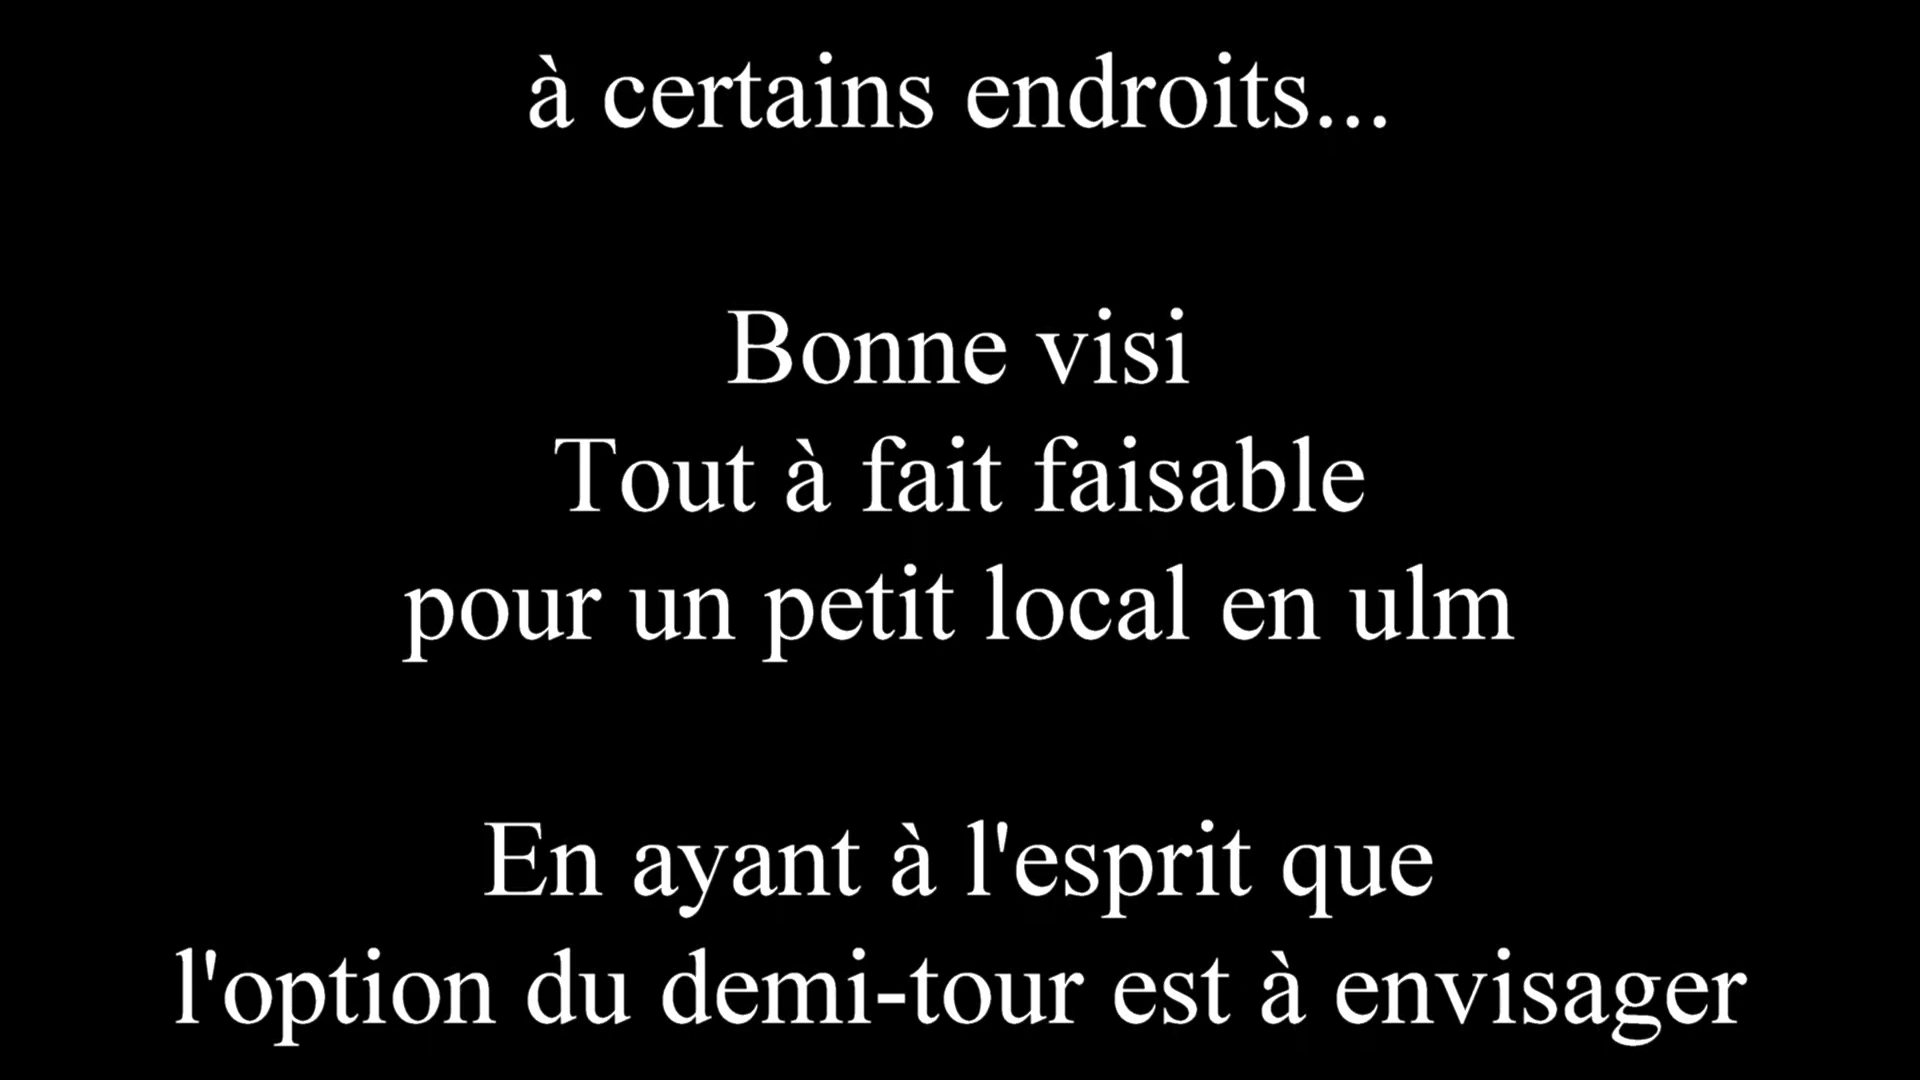 à certains endroits...
Bonne visi
Tout à fait faisable
pour un petit local en ulm
En ayant à l'esprit que
l'option du demi-tour est à envisager